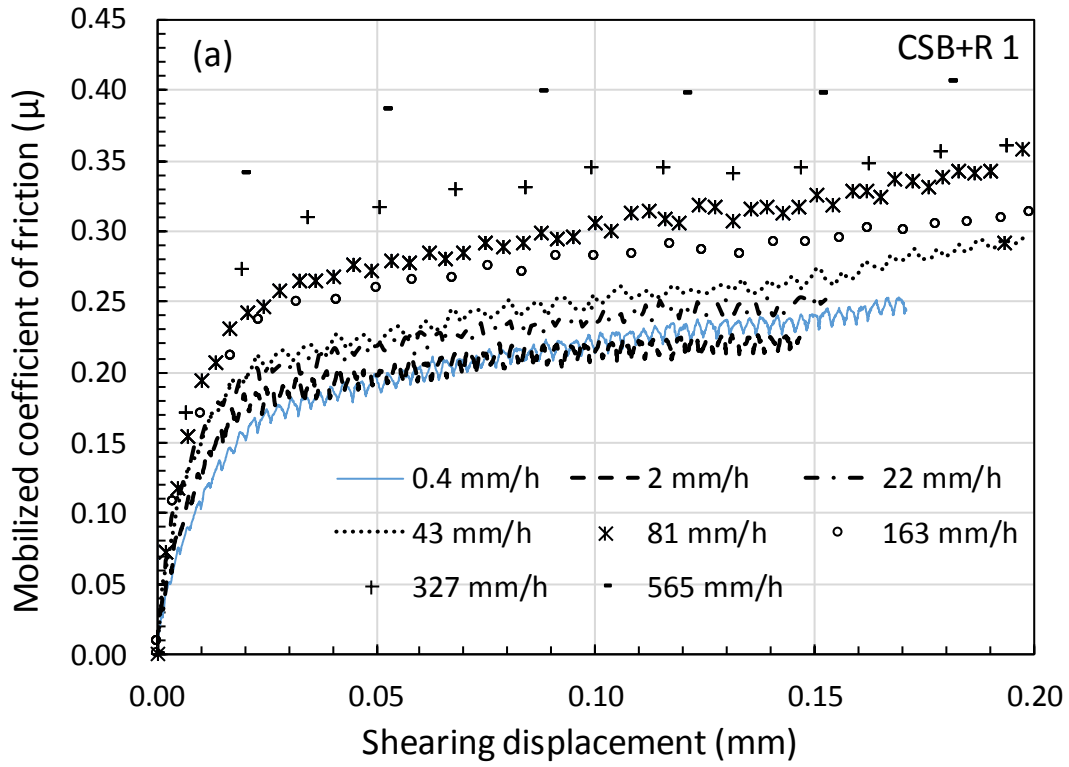 (a)
CSB+R 1
Mobilized coefficient of friction (μ)
0.45
0.40
0.35
0.30
0.25
0.20
0.15
0.10
0.05
0.00
0.4 mm/h 2 mm/h 22 mm/h
43 mm/h 81 mm/h 163 mm/h
327 mm/h 565 mm/h
0.00 0.05 0.10 0.15 0.20
Shearing displacement (mm)